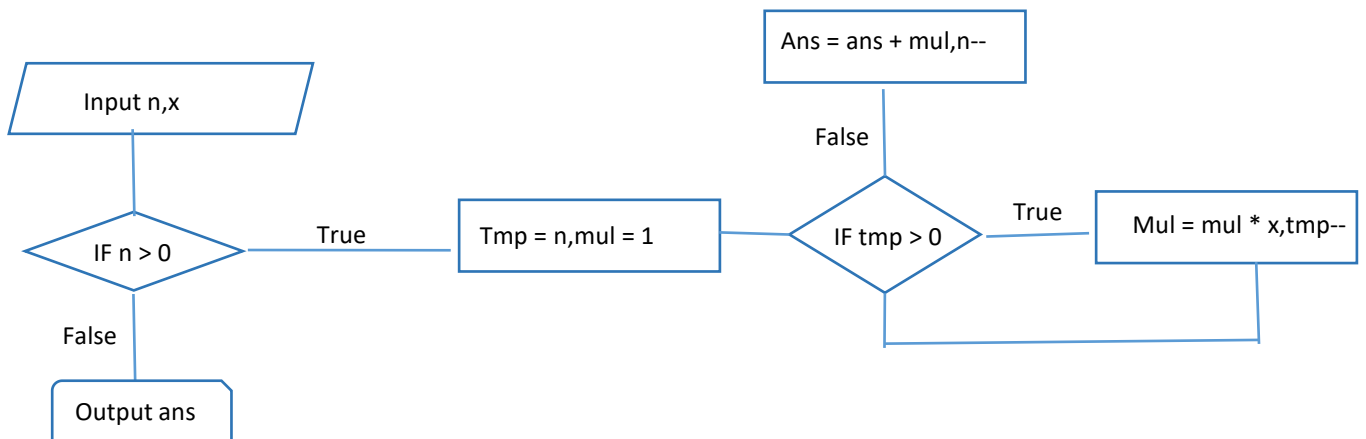 Input n,x
IF n > 0
True
False
Output ans
Tmp = n,mul = 1
IF tmp > 0
True
Mul = mul * x,tmp--
False
Ans = ans + mul,n--